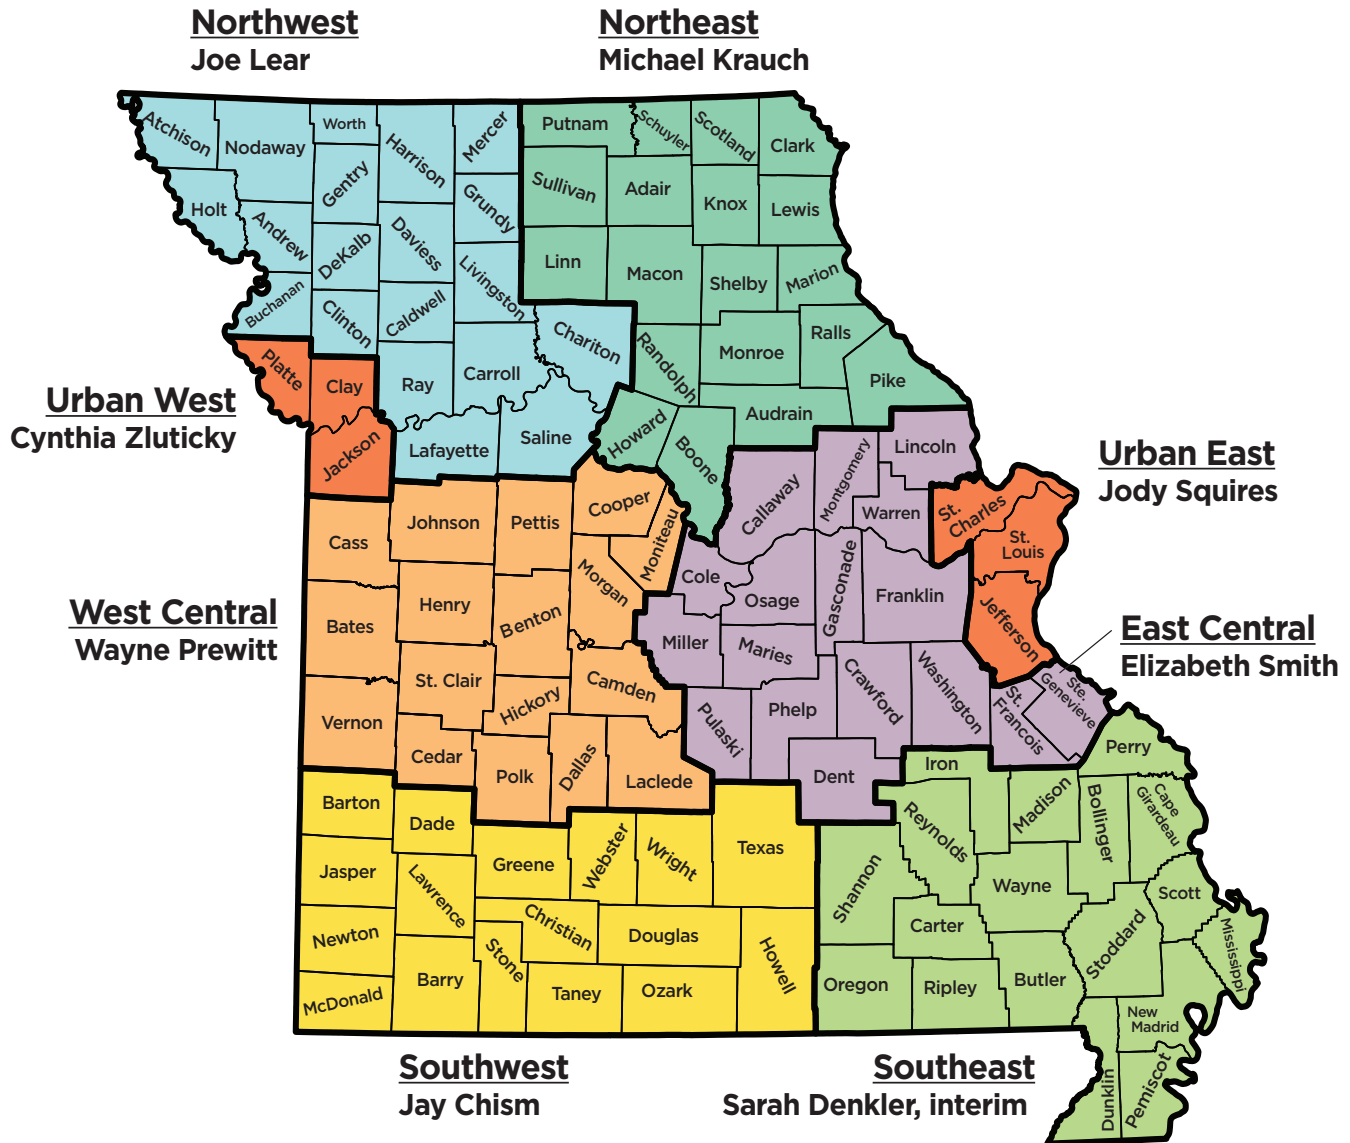 Northwest
Joe Lear
Northeast
Michael Krauch
Atchison
Nodaway
Worth
Harrison
Mercer
Putnam
Schuyler
Scotland
Clark
Holt
Andrew
Gentry
DeKalb
Daviess
Grundy
Sullivan
Adair
Knox
Lewis
Buchanan
Clinton
Caldwell
Livingston
Linn
Macon
Shelby
Marion
Chariton
Randolph
Monroe
Ralls
Pike
Platte
Clay
Ray
Carroll
Audrain
Urban West
Cynthia Zluticky
Jackson
Lafayette
Saline
Howard
Boone
Callaway
Montgomery
Lincoln
Warren
Urban East
Jody Squires
St.
Charles
St.
Louis
Jefferson
Cass
Johnson
Pettis
Cooper
Moniteau
Morgan
Cole
Osage
Gasconade
Franklin
West Central
Wayne Prewitt
Bates
Henry
Benton
Miller
Maries
Crawford
Washington
St.
Francois
Ste.
Genevieve
East Central
Elizabeth Smith
Vernon
St. Clair
Hickory
Camden
Pulaski
Phelp
Cedar
Polk
Dallas
Laclede
Dent
Iron
Perry
Barton
Dade
Greene
Webster
Wright
Texas
Shannon
Reynolds
Madison
Bollinger
Cape
Girardeau
Jasper
Lawrence
Christian
Douglas
Howell
Carter
Wayne
Stoddard
Scott
Mississippi
Newton
McDonald
Barry
Stone
Taney
Ozark
Oregon
Ripley
Butler
New
Madrid
Dunklin
Pemiscot
Southwest
Jay Chism
Southeast
Sarah Denkler, interim